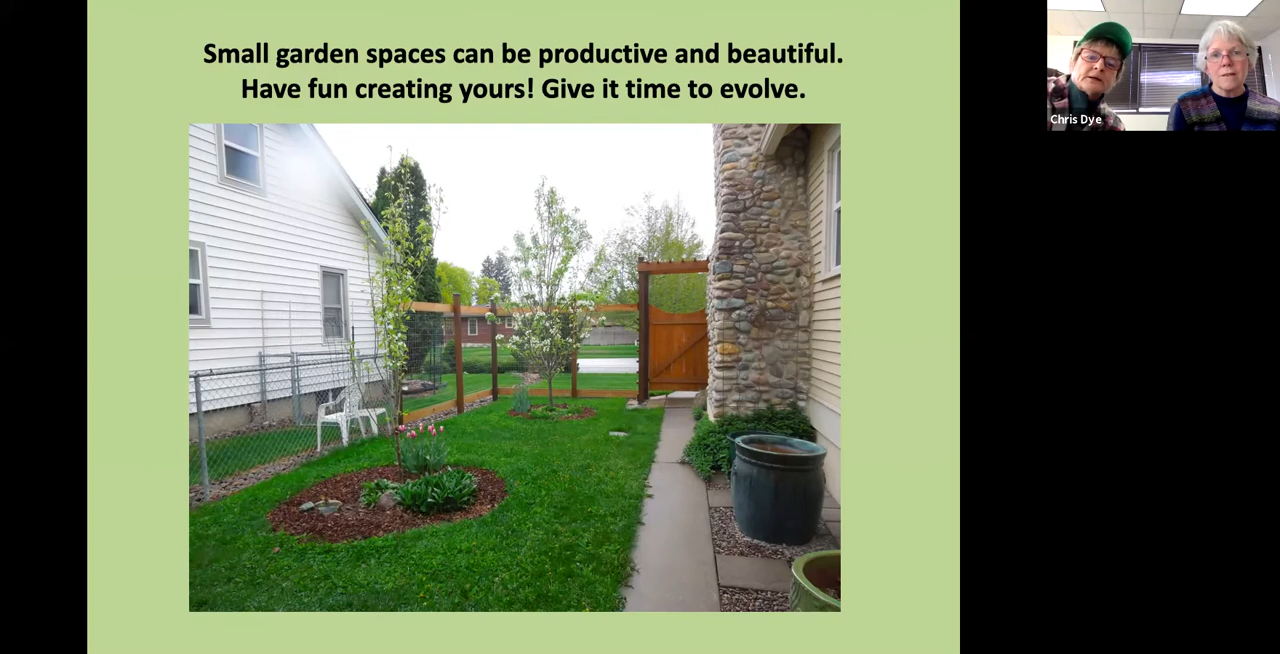 Small garden spaces can be productive and beautiful.
Have fun creating yours! Give it time to evolve.
Chris Dye